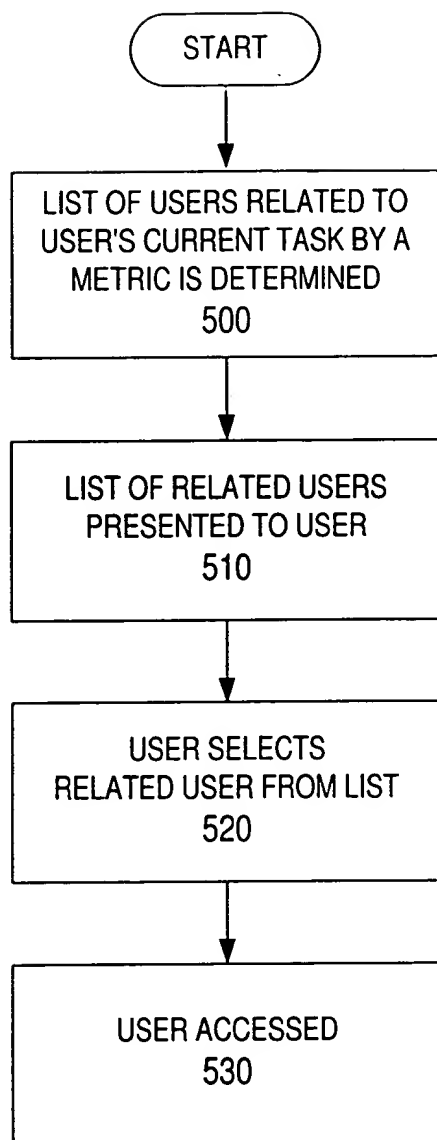 START
LIST OF USERS RELATED TO
USER'S CURRENT TASK BY A
METRIC IS DETERMINED
500
LIST OF RELATED USERS
PRESENTED TO USER
510
USER SELECTS
RELATED USER FROM LIST
520
USER ACCESSED
530